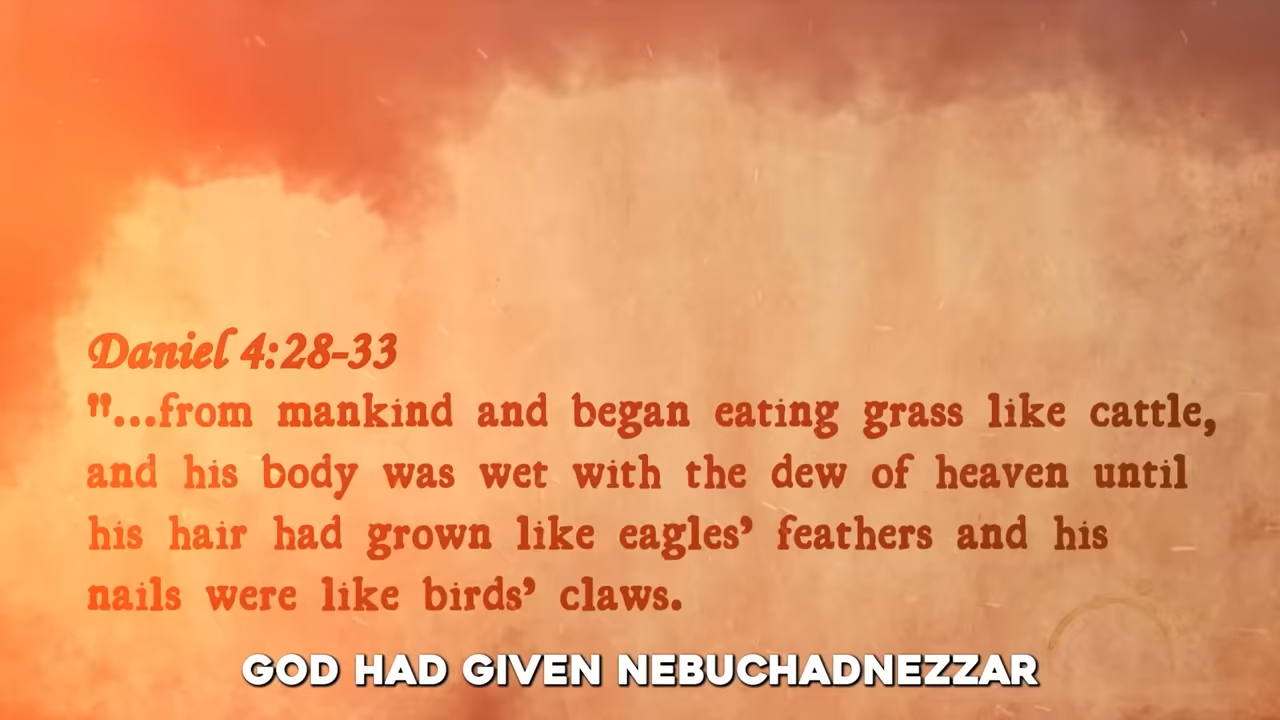 Daniel 4:28-33
"...from mankind and began eating grass like cattle,
and his body was wet with the dew of heaven until
his hair had grown like eagles’ feathers and his
nails were like birds’ claws.
GOD HAD GIVEN NEBUCHADNEZZAR